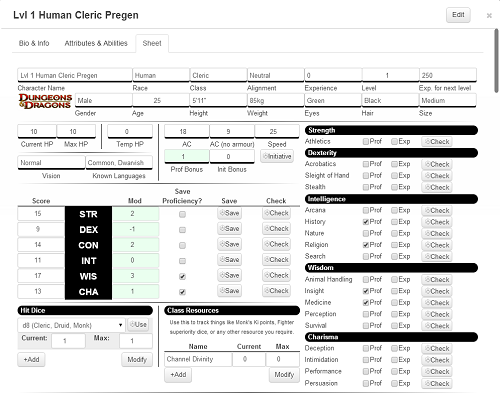 Lvl 1 Human Cleric Pregen Edit ×
Bio & Info Attributes & Abilities Sheet
Lvl 1 Human Cleric Pregen Human Cleric Neutral 0 1 250
Character Name Race Class Alignment Experience Level Exp. for next level
DUNGEONS & DRAGONS Male 25 5'11" 85kg Green Black Medium
Gender Age Height Weight Eyes Hair Size
10 10 0 18 9 25
Current HP Max HP Temp HP AC AC (no armour) Speed
Normal Common, Dwanish 1 0 Initiative
Vision Known Languages Prof Bonus Init Bonus
Score Mod Save Proficiency? Save Check
15 STR 2 Save Check
9 DEX -1 Save Check
14 CON 2 Save Check
11 INT 0 Save Check
17 WIS 3 Save Check
13 CHA 1 Save Check
Hit Dice
d8 (Cleric, Druid, Monk) Use
Current: 1 Max: 1
+Add Modify
Class Resources
Use this to track things like Monk's Ki points, Fighter
superiority dice, or any other resource you require.
Name Current Max
Channel Divinity 0 0
+Add Modify
Strength
Athletics Prof Exp Check
Dexterity
Acrobatics Prof Exp Check
Sleight of Hand Prof Exp Check
Stealth Prof Exp Check
Intelligence
Arcana Prof Exp Check
History Prof Exp Check
Nature Prof Exp Check
Religion Prof Exp Check
Search Prof Exp Check
Wisdom
Animal Handling Prof Exp Check
Insight Prof Exp Check
Medicine Prof Exp Check
Perception Prof Exp Check
Survival Prof Exp Check
Charisma
Deception Prof Exp Check
Intimidation Prof Exp Check
Performance Prof Exp Check
Persuasion Prof Exp Check